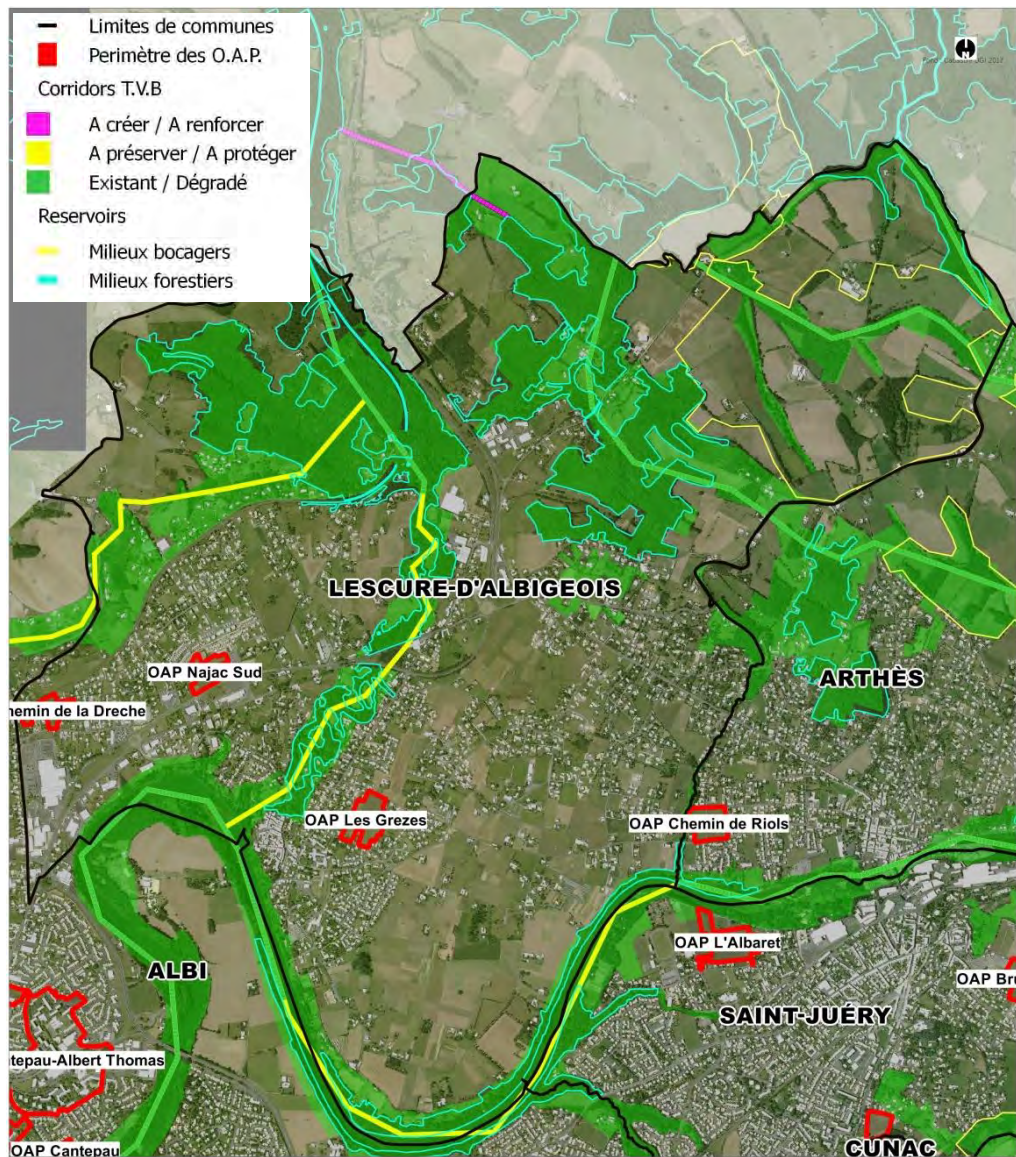 Limites de communes
Perimètre des O.A.P.
Corridors T.V.B
A créer / A renforcer
A préserver / A protéger
Existant / Dégradé
Reservoirs
Milieux bocagers
Milieux forestiers
LESCURE-D'ALBIGEOIS
OAP Najac Sud
ARTHÈS
hemin de la Dreche
OAP Les Grezes
OAP Chemin de Riols
OAP L'Albaret
ALBI
OAP Bru
SAINT-JUÉRY
tepau-Albert Thomas
OAP Cantepau
CUNAC